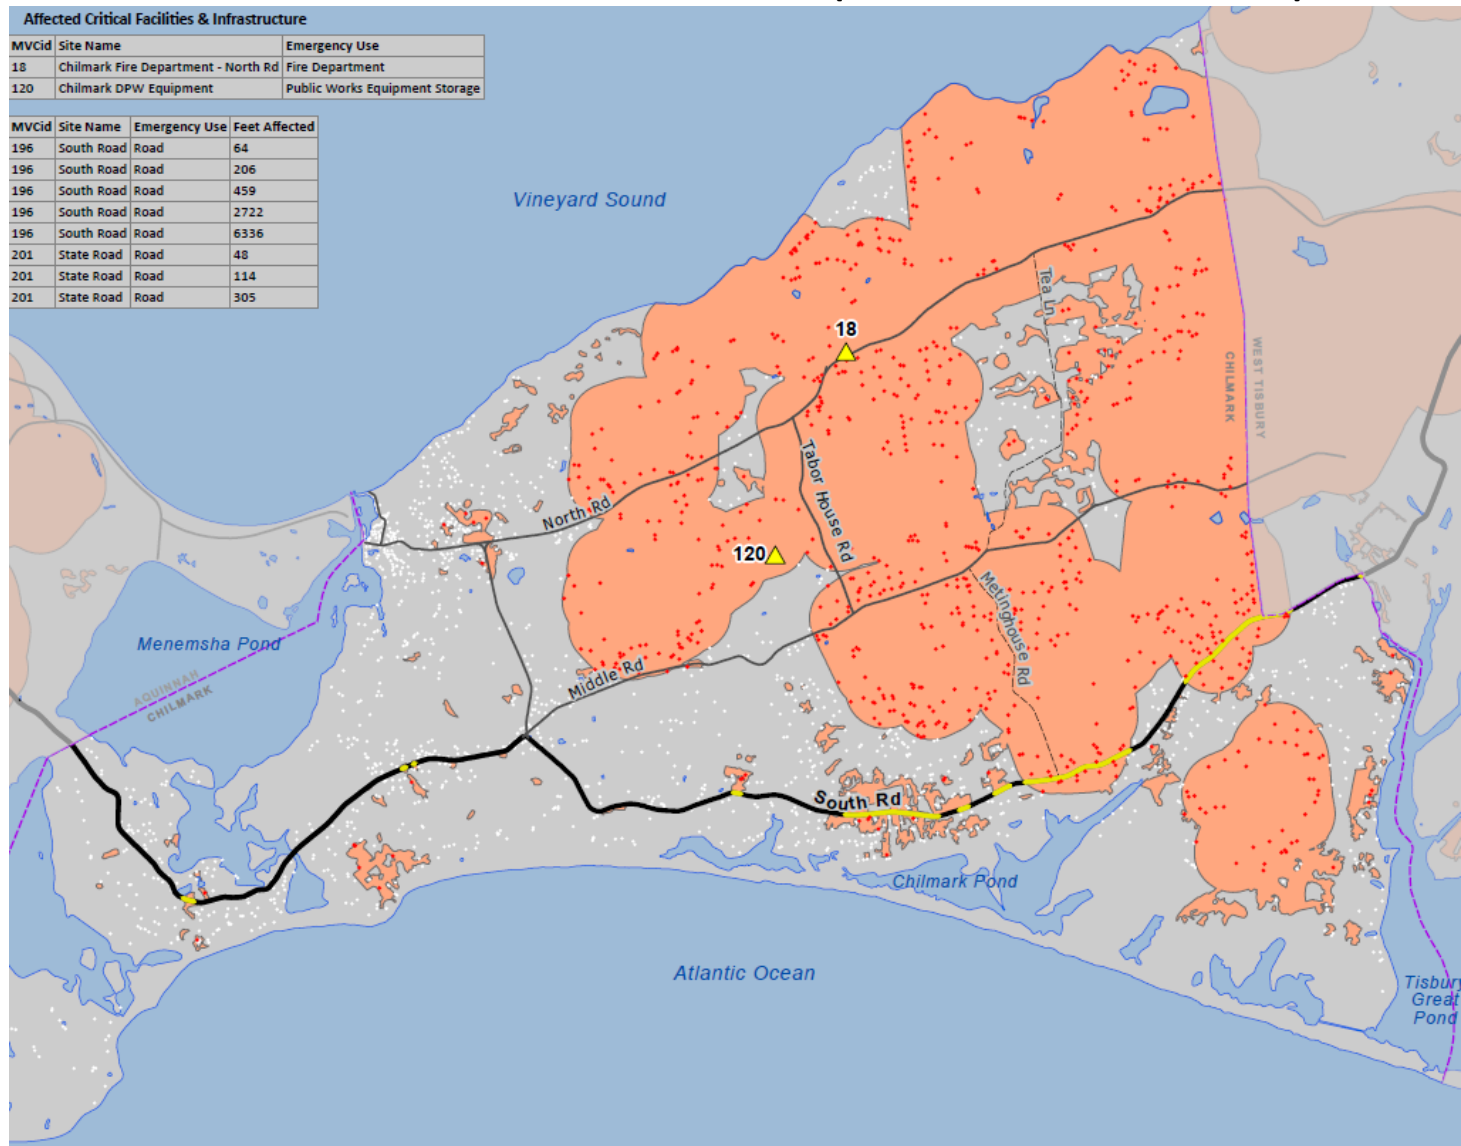 Affected Critical Facilities & Infrastructure
MVCid Site Name Emergency Use
18 Chilmark Fire Department - North Rd Fire Department
120 Chilmark DPW Equipment Public Works Equipment Storage
MVCid Site Name Emergency Use Feet Affected
196 South Road Road 64
196 South Road Road 206
196 South Road Road 459
196 South Road Road 2722
196 South Road Road 6336
201 State Road Road 48
201 State Road Road 114
201 State Road Road 305
Vineyard Sound
Tea Ln
18
CHILMARK
WEST TISBURY
North Rd
Tabor House Rd
120
Metinghouse Rd
Menemsha Pond
AQUINNAH
CHILMARK
Middle Rd
South Rd
Chilmark Pond
Atlantic Ocean
Tisbury
Great
Pond